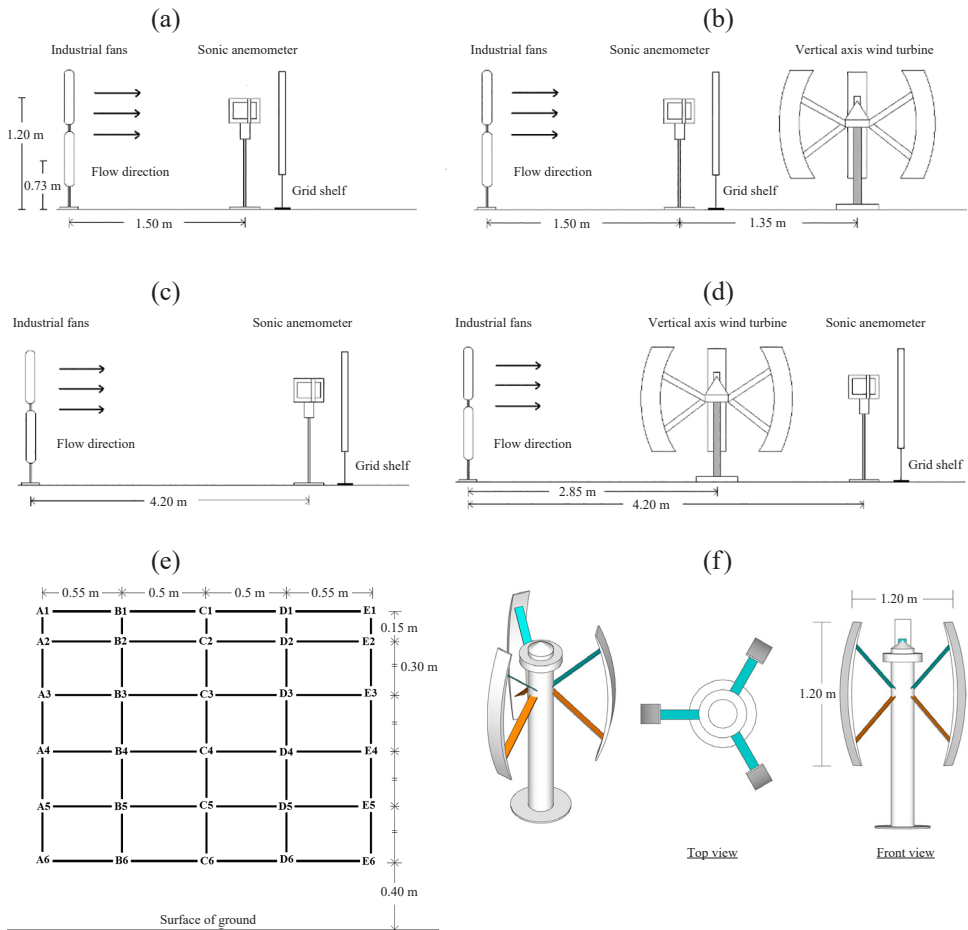 (a)
Industrial fans
Sonic anemometer
1.20 m
0.73 m
Flow direction
Grid shelf
1.50 m
(b)
Industrial fans
Sonic anemometer
Vertical axis wind turbine
Flow direction
Grid shelf
1.50 m
1.35 m
(c)
Industrial fans
Sonic anemometer
Flow direction
Grid shelf
4.20 m
(d)
Industrial fans
Vertical axis wind turbine
Sonic anemometer
Flow direction
Grid shelf
2.85 m
4.20 m
(e)
0.55 m 0.5 m 0.5 m 0.55 m
A1 B1 C1 D1 E1
0.15 m
A2 B2 C2 D2 E2
0.30 m
A3 B3 C3 D3 E3
A4 B4 C4 D4 E4
A5 B5 C5 D5 E5
A6 B6 C6 D6 E6
0.40 m
Surface of ground
(f)
1.20 m
1.20 m
Top view
Front view